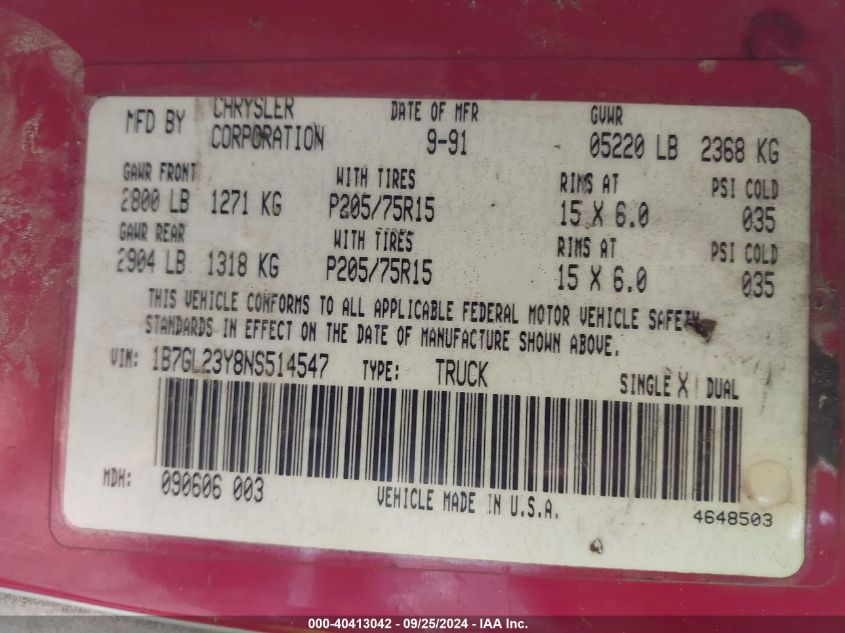 MFD BY CHRYSLER CORPORATION DATE OF MFR 9-91 GVWR 05220 LB 2368 KG
GAWR FRONT WITH TIRES RIMS AT PSI COLD
2800 LB 1271 KG P205/75R15 15 X 6.0 035
GAWR REAR WITH TIRES RIMS AT PSI COLD
2904 LB 1318 KG P205/75R15 15 X 6.0 035
THIS VEHICLE CONFORMS TO ALL APPLICABLE FEDERAL MOTOR VEHICLE SAFETY
STANDARDS IN EFFECT ON THE DATE OF MANUFACTURE SHOWN ABOVE.
VIN: 1B7GL23Y8NS514547 TYPE: TRUCK SINGLE X DUAL
MDH: 090606 003 VEHICLE MADE IN U.S.A. 4648503
000-40413042 - 09/25/2024 - IAA Inc.